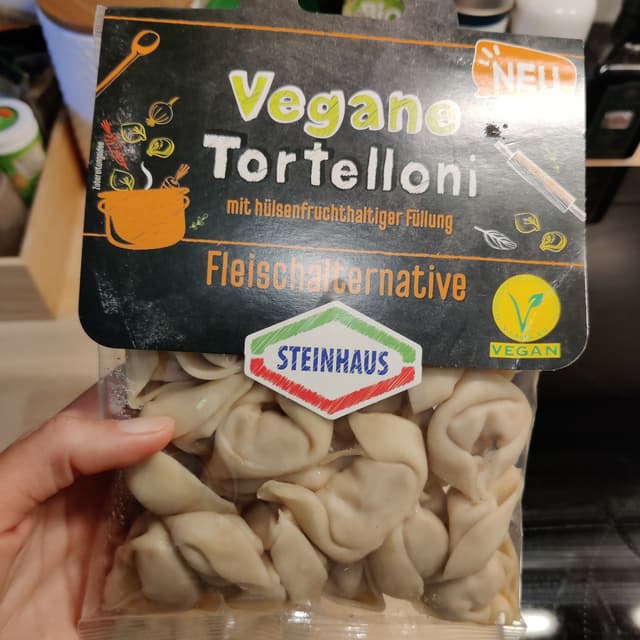 NEU
Vegane
Tortelloni
mit hülsenfruchthaltiger Füllung
Fleischalternative
STEINHAUS
V
VEGAN